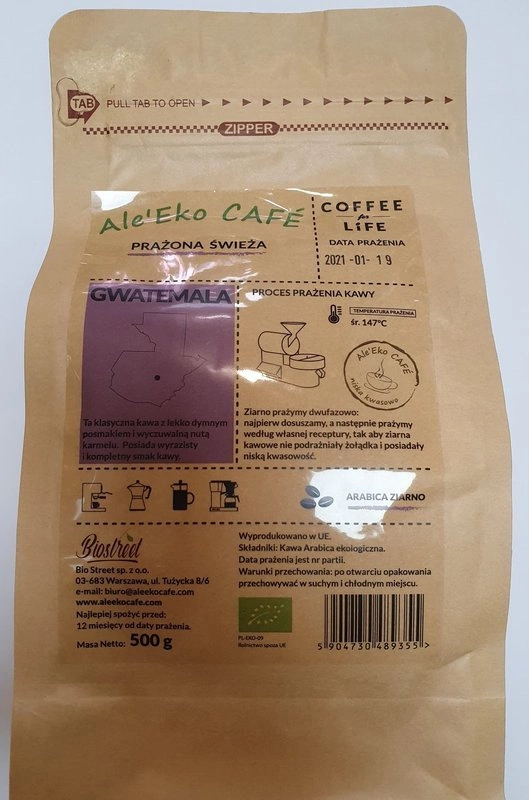 TAB
PULL TAB TO OPEN
ZIPPER
Ale'Eko CAFÉ
PRAŻONA ŚWIEŻA
COFFEE
for
LiFE
DATA PRAŻENIA
2021 -01- 19
GWATEMALA
Ta klasyczna kawa z lekko dymnym
posmakiem i wyczuwalną nutą
karmelu. Posiada wyrazisty
i kompletny smak kawy.
PROCES PRAŻENIA KAWY
TEMPERATURA PRAŻENIA
śr. 147°C
Ale'Eko CAFÉ
niska kwasowo
Ziarno prażymy dwufazowo:
najpierw dosuszamy, a następnie prażymy
według własnej receptury, tak aby ziarna
kawowe nie podrażniały żołądka i posiadały
niską kwasowość.
ARABICA ZIARNO
Biostreet
Bio Street sp. z o.o.
03-683 Warszawa, ul. Tużycka 8/6
e-mail: biuro@aleekocafe.com
www.aleekocafe.com
Najlepiej spożyć przed:
12 miesięcy od daty prażenia.
Masa Netto: 500 g
Wyprodukowano w UE.
Składniki: Kawa Arabica ekologiczna.
Data prażenia jest nr partii.
Warunki przechowania: po otwarciu opakowania
przechowywać w suchym i chłodnym miejscu.
PL-EKO-09
Rolnictwo spoza UE
5 904730 489355 >